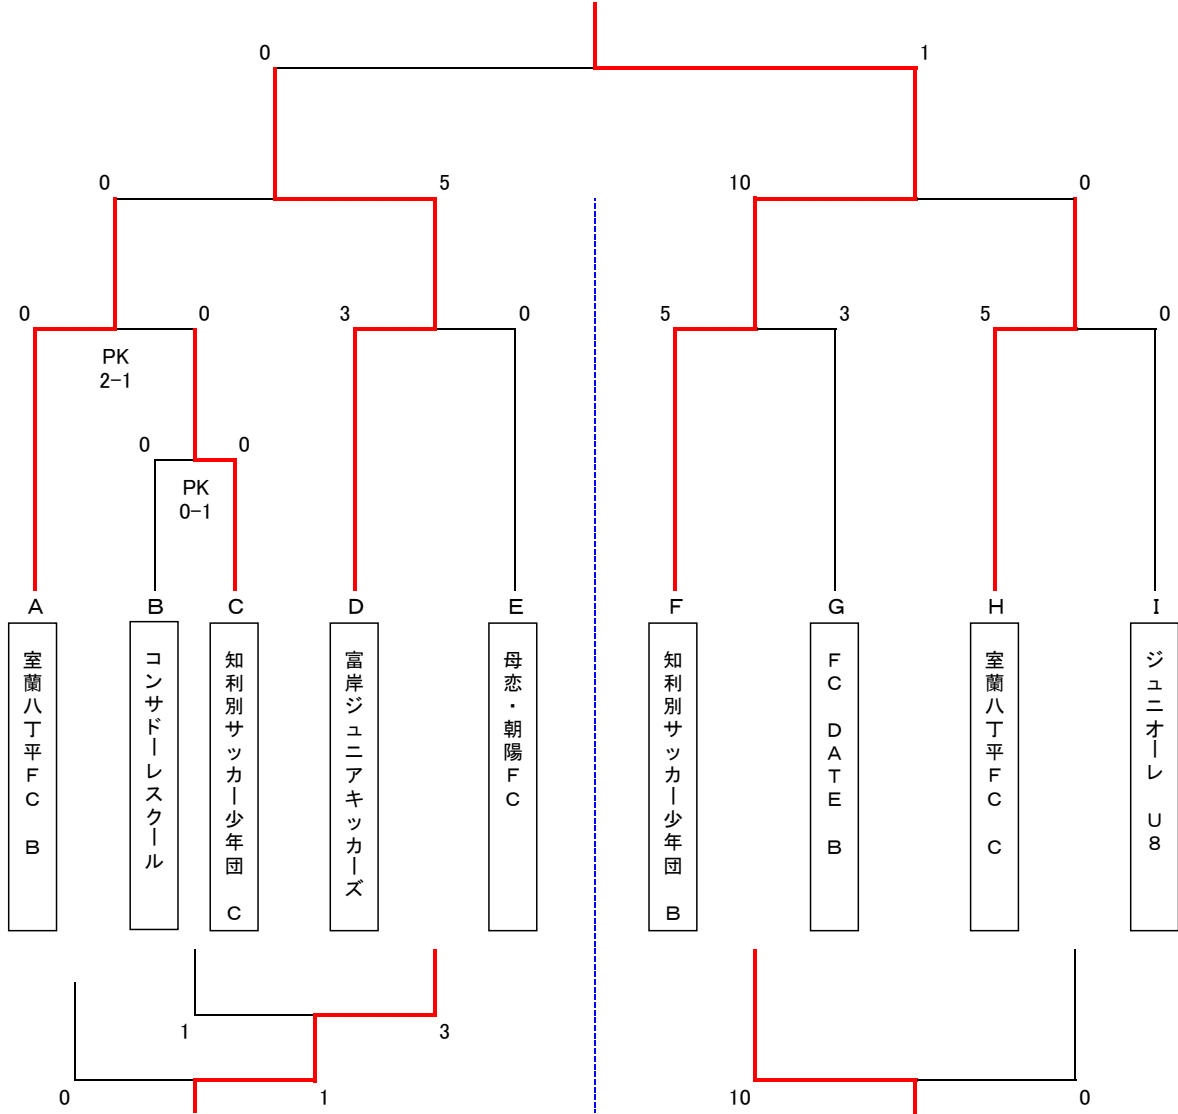 0 1
0 5 10 0
0 0 3 0 5 3 5 0
PK
2-1
0 0
PK
0-1
A B C D E F G H I
室蘭八丁平FC B
コンサドーレスクール
知利別サッカー少年団 C
富岸ジュニアキッカーズ
母恋・朝陽FC
知利別サッカー少年団 B
FC DATE B
室蘭八丁平FC C
ジュニオーレ U8
1 3
0 1 10 0